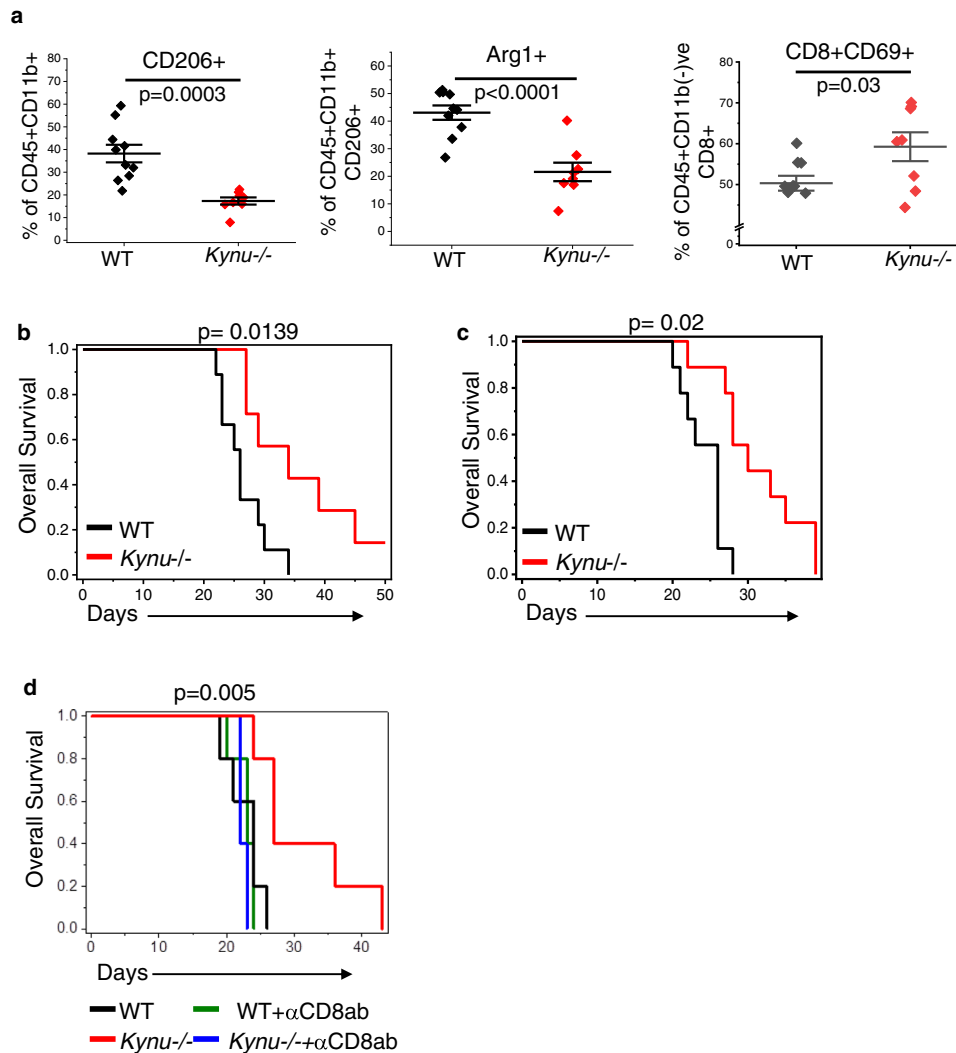 a
CD206+
p=0.0003
% of CD45+CD11b+
80
70
60
50
40
30
20
10
0
WT
Kynu-/-
Arg1+
p<0.0001
% of CD45+CD11b+
CD206+
60
50
40
30
20
10
0
WT
Kynu-/-
CD8+CD69+
p=0.03
% of CD45+CD11b(-)ve
CD8+
80
70
60
50
0
WT
Kynu-/-
b
p= 0.0139
Overall Survival
1.0
0.8
0.6
0.4
0.2
0.0
WT
Kynu-/-
0
10
20
30
40
50
Days
c
p= 0.02
Overall Survival
1.0
0.8
0.6
0.4
0.2
0.0
WT
Kynu-/-
0
10
20
30
Days
d
p=0.005
Overall Survival
1.0
0.8
0.6
0.4
0.2
0.0
0
10
20
30
40
Days
WT
WT+αCD8ab
Kynu-/-
Kynu-/-+αCD8ab